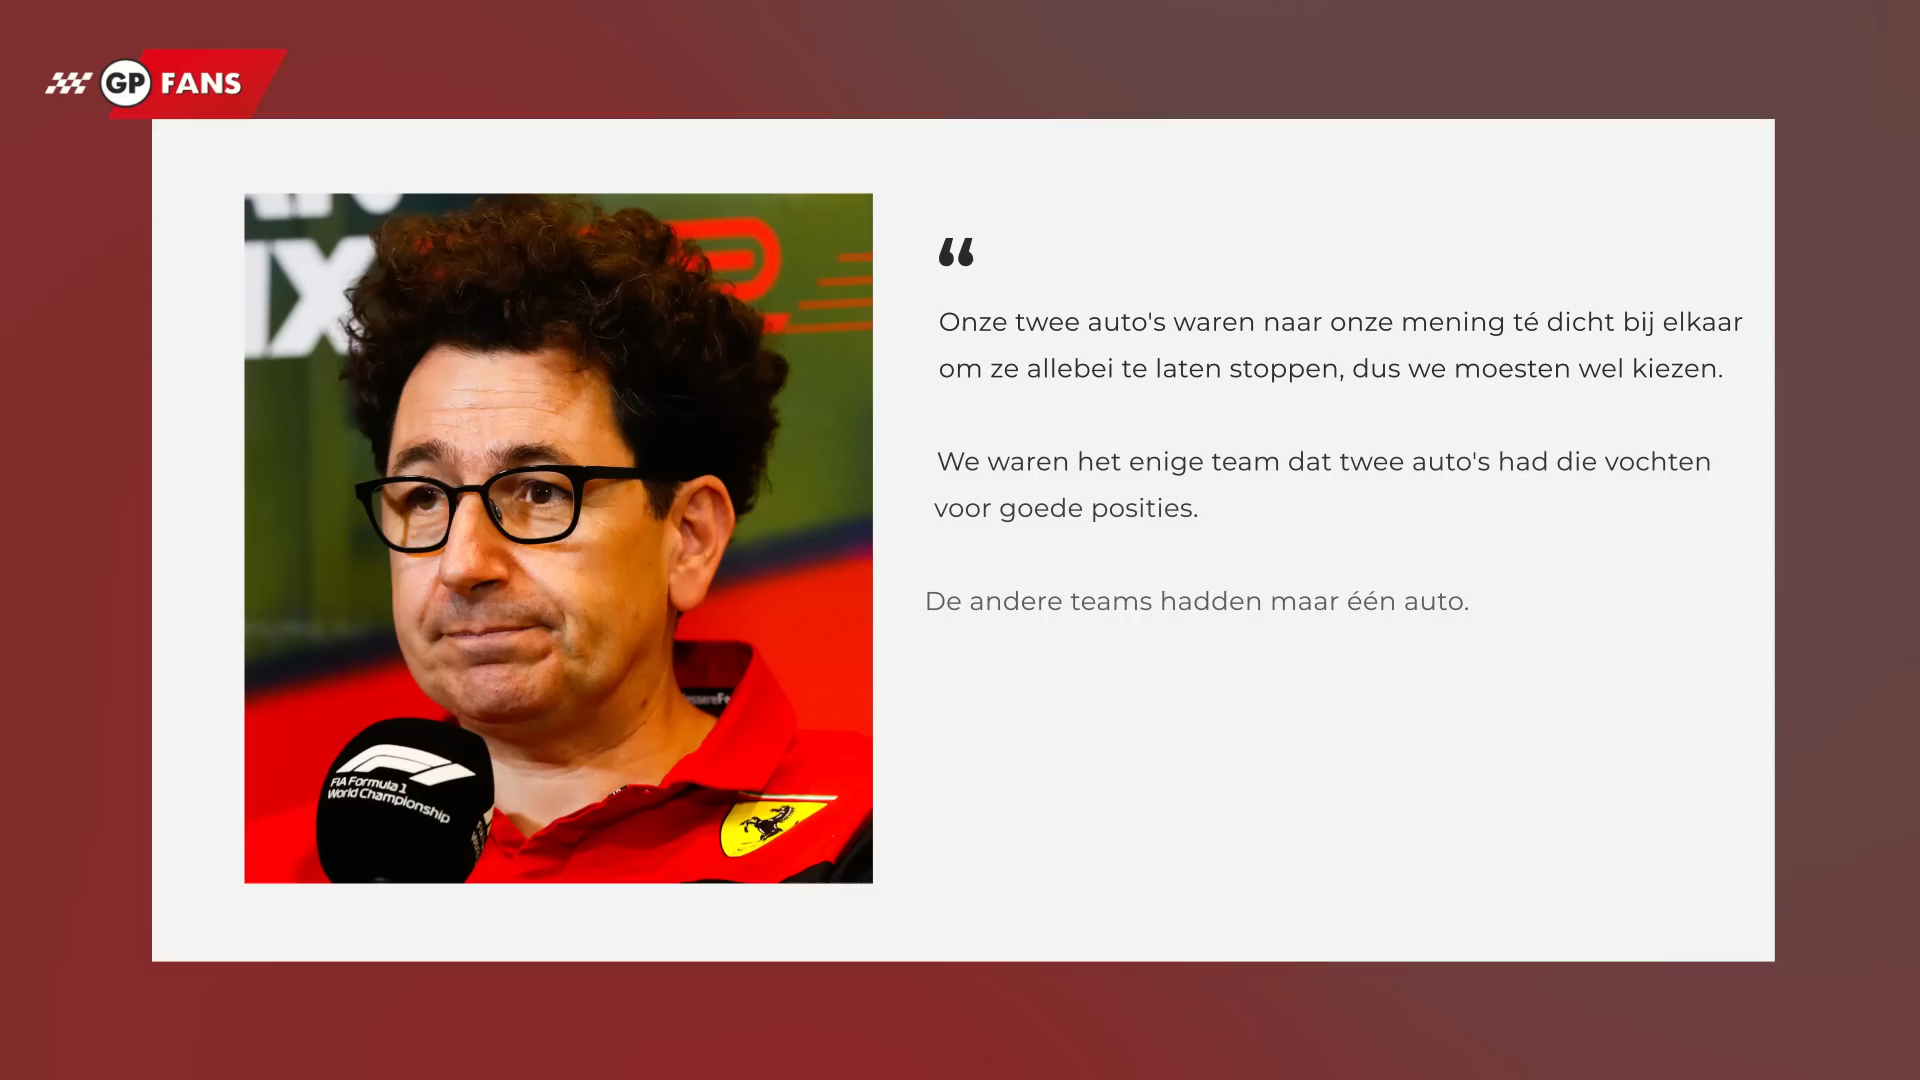 GP FANS
IX
FIA Formula 1
World Championship
“
Onze twee auto's waren naar onze mening té dicht bij elkaar
om ze allebei te laten stoppen, dus we moesten wel kiezen.
We waren het enige team dat twee auto's had die vochten
voor goede posities.
De andere teams hadden maar één auto.